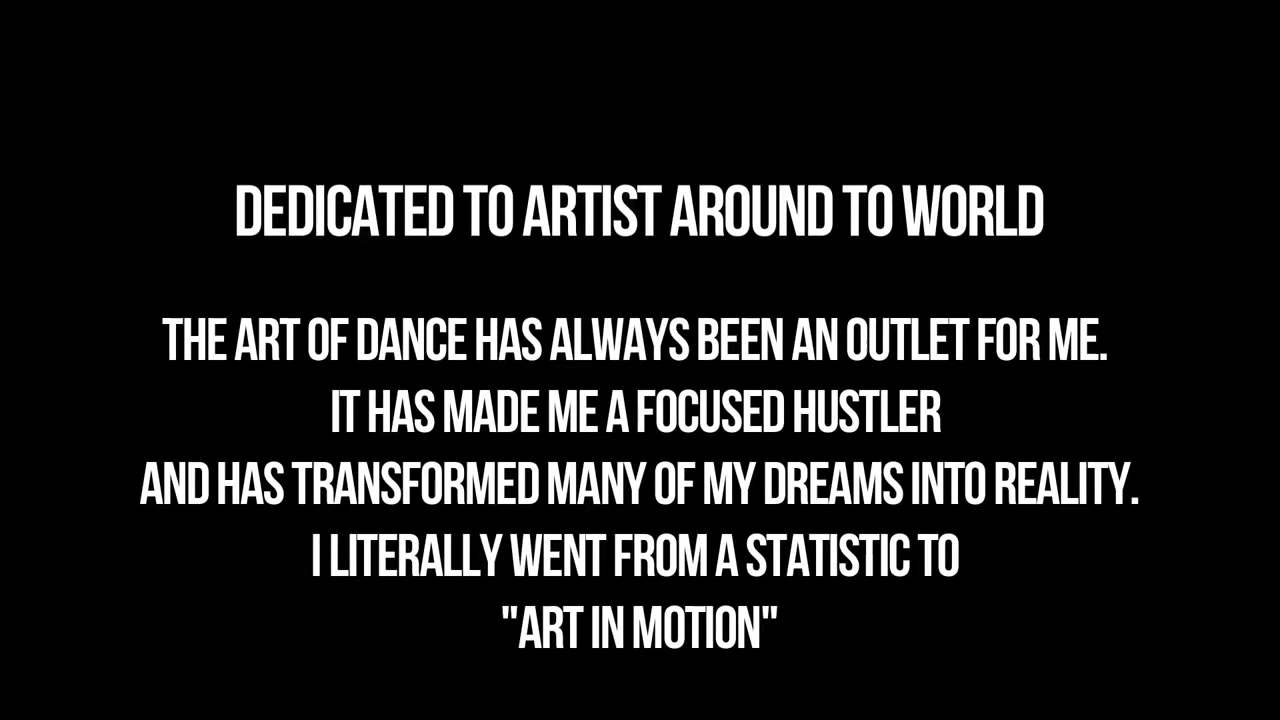 DEDICATED TO ARTIST AROUND TO WORLD
THE ART OF DANCE HAS ALWAYS BEEN AN OUTLET FOR ME.
IT HAS MADE ME A FOCUSED HUSTLER
AND HAS TRANSFORMED MANY OF MY DREAMS INTO REALITY.
I LITERALLY WENT FROM A STATISTIC TO
"ART IN MOTION"